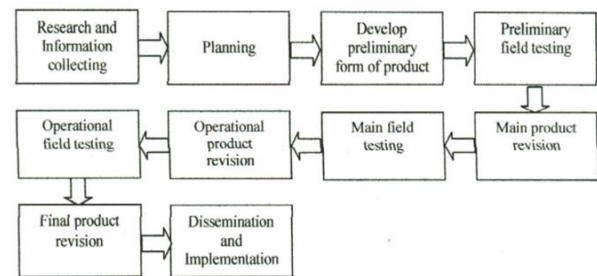 Research and
Information
collecting
Planning
Develop
preliminary
form of product
Preliminary
field testing
Main product
revision
Main field
testing
Operational
product
revision
Operational
field testing
Final product
revision
Dissemination
and
Implementation